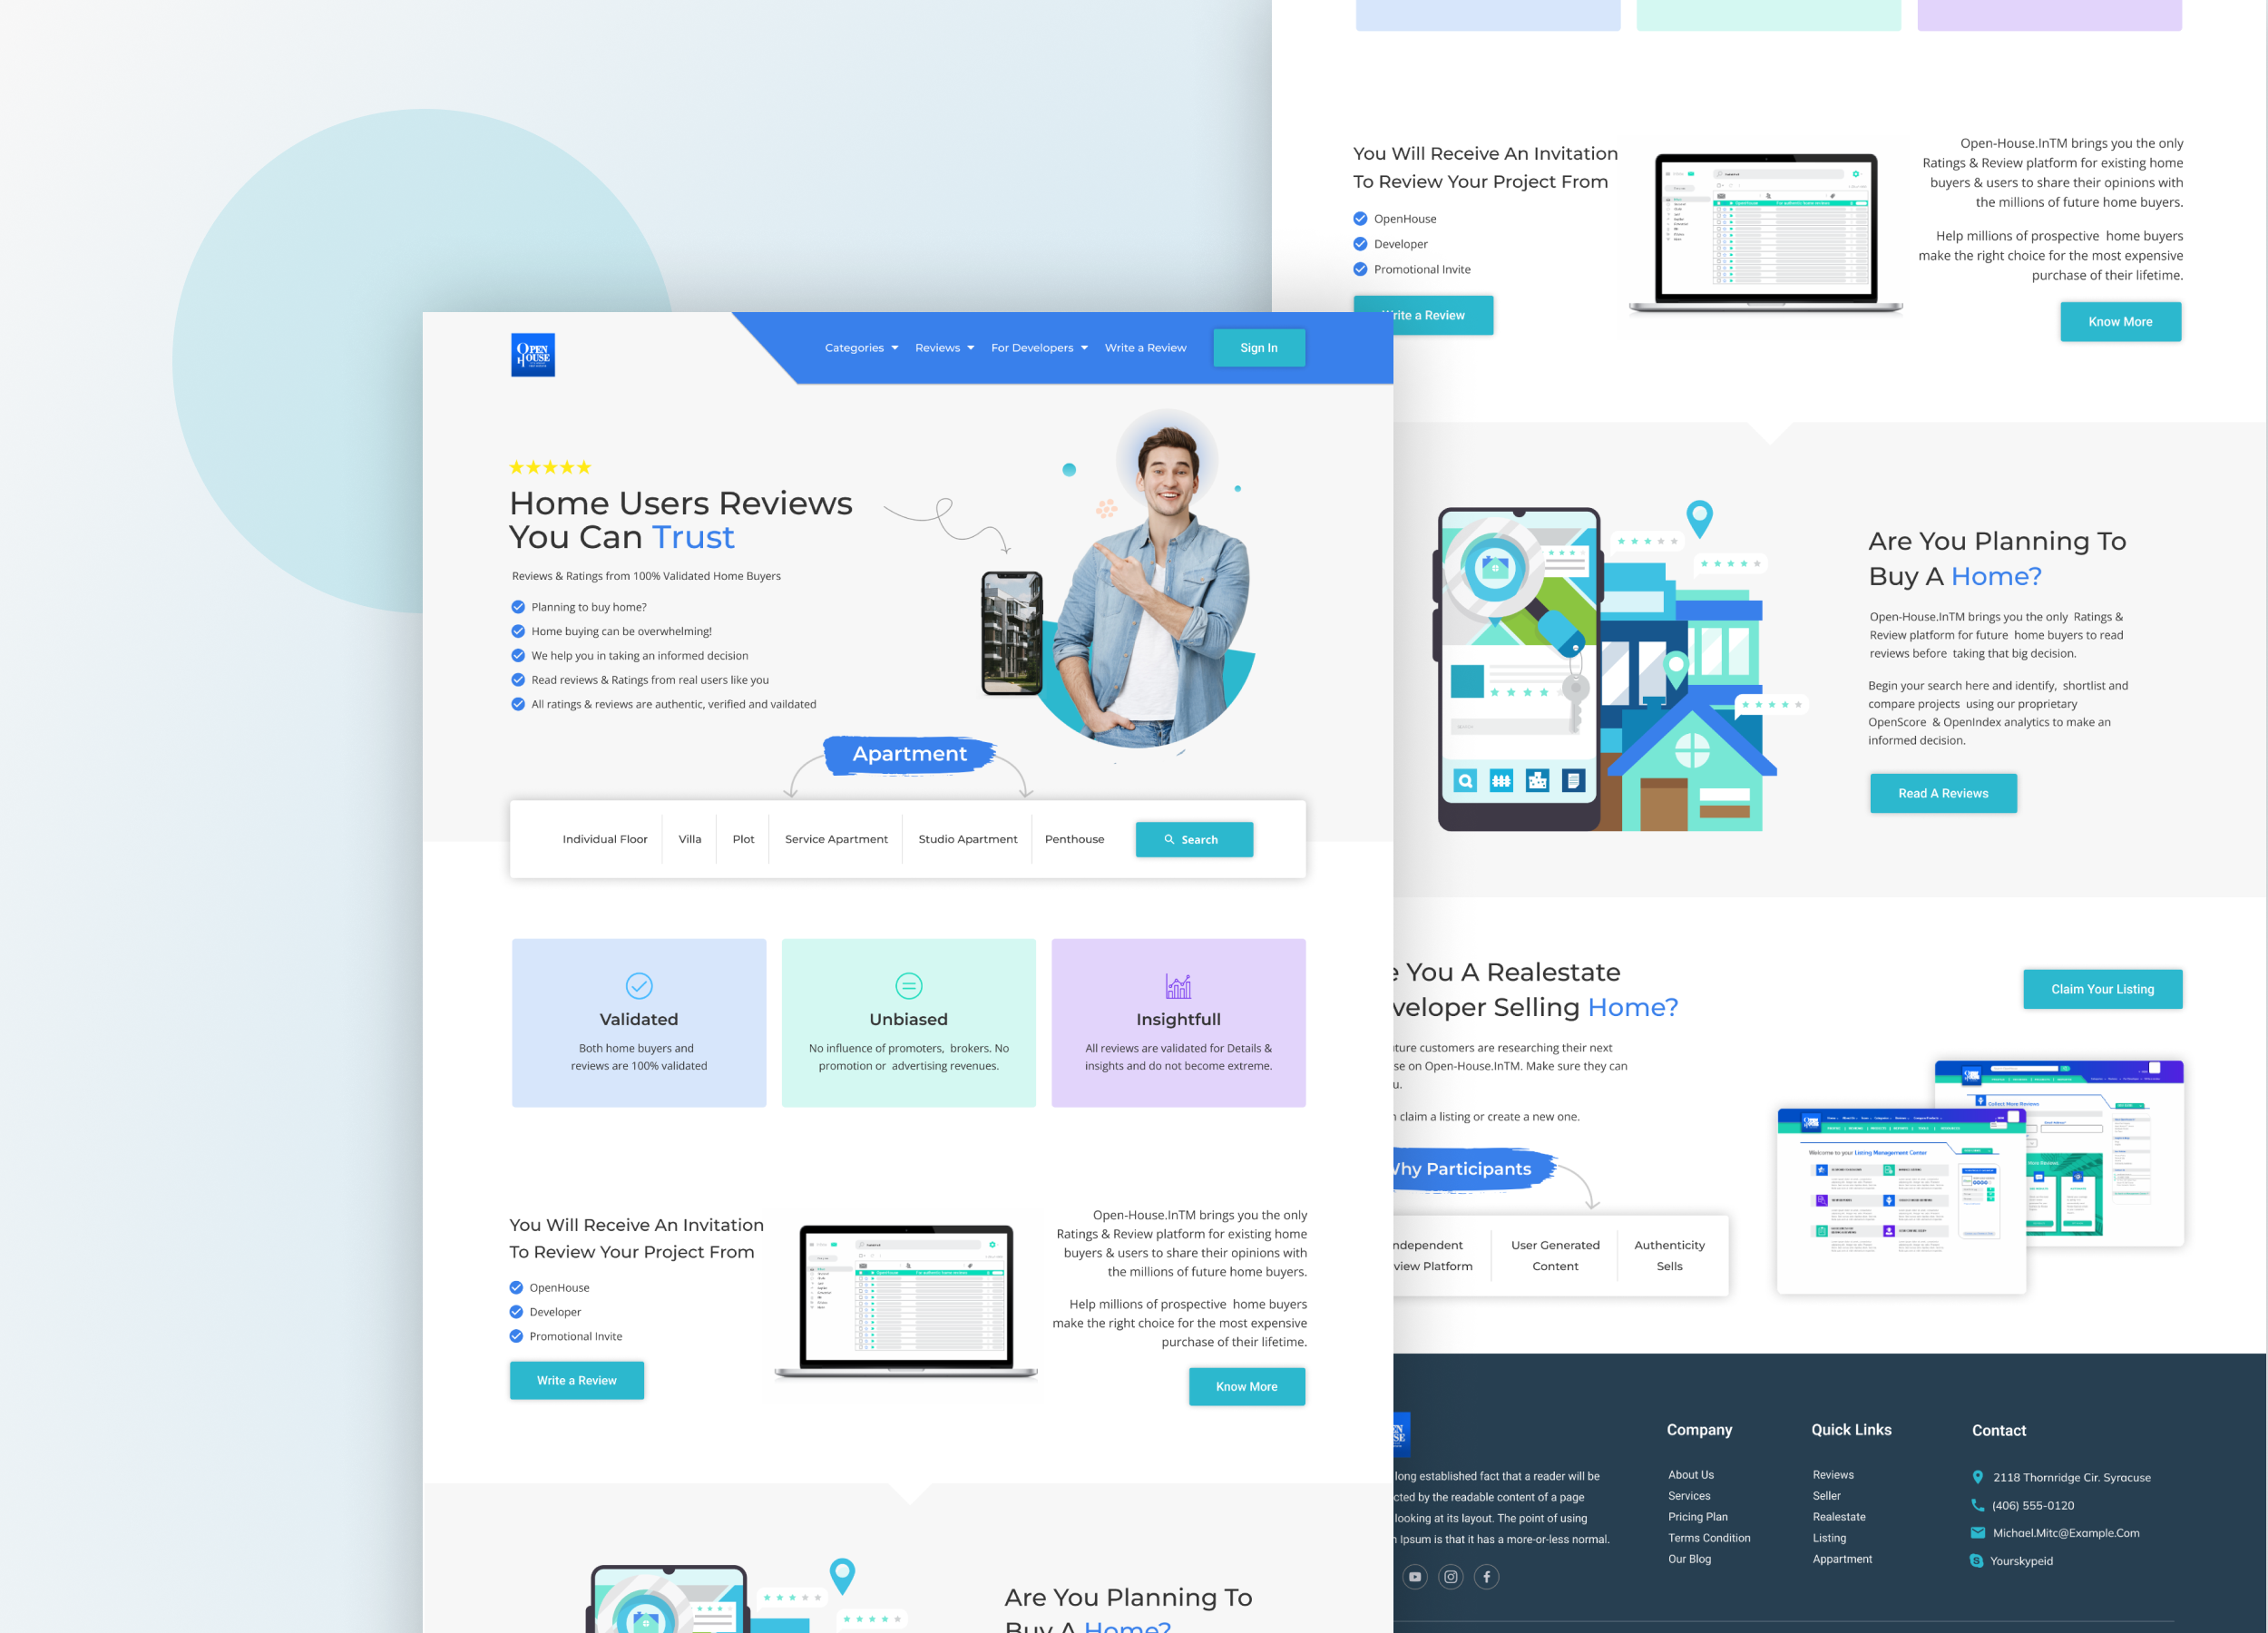 OPEN
HOUSE
Categories
Reviews
For Developers
Write a Review
Sign In
Home Users Reviews
You Can Trust
Reviews & Ratings from 100% Validated Home Buyers
Planning to buy home?
Home buying can be overwhelming!
We help you in taking an informed decision
Read reviews & Ratings from real users like you
All ratings & reviews are authentic, verified and vaildated
Apartment
Individual Floor
Villa
Plot
Service Apartment
Studio Apartment
Penthouse
Search
Validated
Both home buyers and
reviews are 100% validated
Unbiased
No influence of promoters, brokers. No
promotion or advertising revenues.
Insightfull
All reviews are validated for Details &
insights and do not become extreme.
You Will Receive An Invitation
To Review Your Project From
OpenHouse
Developer
Promotional Invite
Write a Review
Open-House.InTM brings you the only
Ratings & Review platform for existing home
buyers & users to share their opinions with
the millions of future home buyers.
Help millions of prospective home buyers
make the right choice for the most expensive
purchase of their lifetime.
Know More
Are You Planning To
Buy A Home?
You Will Receive An Invitation
To Review Your Project From
OpenHouse
Developer
Promotional Invite
rite a Review
Open-House.InTM brings you the only
Ratings & Review platform for existing home
buyers & users to share their opinions with
the millions of future home buyers.
Help millions of prospective home buyers
make the right choice for the most expensive
purchase of their lifetime.
Know More
Are You Planning To
Buy A Home?
Open-House.InTM brings you the only Ratings &
Review platform for future home buyers to read
reviews before taking that big decision.
Begin your search here and identify, shortlist and
compare projects using our proprietary
OpenScore & OpenIndex analytics to make an
informed decision.
Read A Reviews
e You A Realestate
veloper Selling Home?
ture customers are researching their next
se on Open-House.InTM. Make sure they can
u.
claim a listing or create a new one.
Claim Your Listing
Why Participants
ndependent
view Platform
User Generated
Content
Authenticity
Sells
Collect More Reviews
Welcome to your Listing Management Center
long established fact that a reader will be
cted by the readable content of a page
looking at its layout. The point of using
Ipsum is that it has a more-or-less normal.
Company
About Us
Services
Pricing Plan
Terms Condition
Our Blog
Quick Links
Reviews
Seller
Realestate
Listing
Appartment
Contact
2118 Thornridge Cir. Syracuse
(406) 555-0120
Michael.Mitc@Example.Com
Yourskypeid